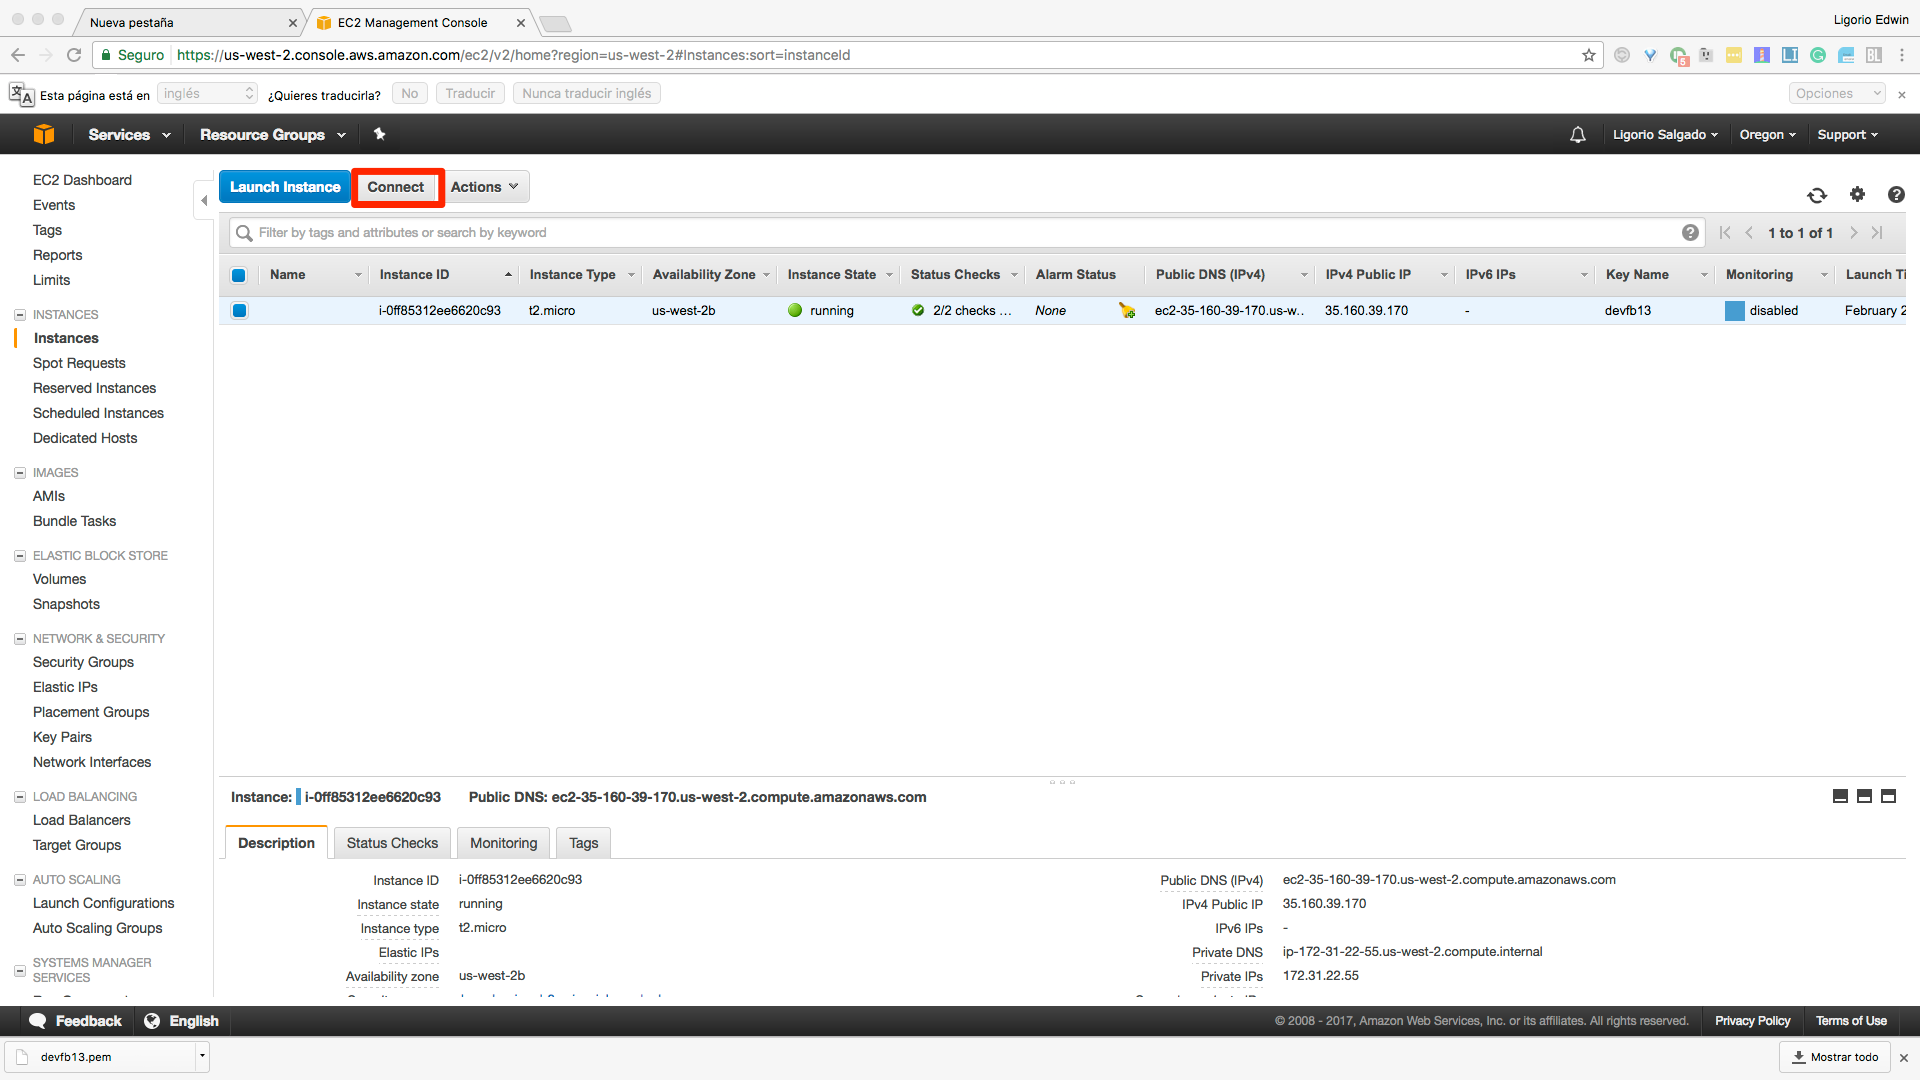 Nueva pestaña
EC2 Management Console
Ligorio Edwin
Seguro
https://us-west-2.console.aws.amazon.com/ec2/v2/home?region=us-west-2#Instances:sort=instanceId
5
LI
BL
Esta página está en
inglés
¿Quieres traducirla?
No
Traducir
Nunca traducir inglés
Opciones
Services
Resource Groups
Ligorio Salgado
Oregon
Support
EC2 Dashboard
Events
Tags
Reports
Limits
INSTANCES
Instances
Spot Requests
Reserved Instances
Scheduled Instances
Dedicated Hosts
IMAGES
AMIs
Bundle Tasks
ELASTIC BLOCK STORE
Volumes
Snapshots
NETWORK & SECURITY
Security Groups
Elastic IPs
Placement Groups
Key Pairs
Network Interfaces
LOAD BALANCING
Load Balancers
Target Groups
AUTO SCALING
Launch Configurations
Auto Scaling Groups
SYSTEMS MANAGER
SERVICES
Launch Instance
Connect
Actions
Filter by tags and attributes or search by keyword
1 to 1 of 1
Name
Instance ID
Instance Type
Availability Zone
Instance State
Status Checks
Alarm Status
Public DNS (IPv4)
IPv4 Public IP
IPv6 IPs
Key Name
Monitoring
Launch Ti
i-0ff85312ee6620c93
t2.micro
us-west-2b
running
2/2 checks ...
None
ec2-35-160-39-170.us-w..
35.160.39.170
-
devfb13
disabled
February 2
Instance: i-0ff85312ee6620c93
Public DNS: ec2-35-160-39-170.us-west-2.compute.amazonaws.com
Description
Status Checks
Monitoring
Tags
Instance ID i-0ff85312ee6620c93
Instance state running
Instance type t2.micro
Elastic IPs
Availability zone us-west-2b
Public DNS (IPv4) ec2-35-160-39-170.us-west-2.compute.amazonaws.com
IPv4 Public IP 35.160.39.170
IPv6 IPs -
Private DNS ip-172-31-22-55.us-west-2.compute.internal
Private IPs 172.31.22.55
Feedback
English
© 2008 - 2017, Amazon Web Services, Inc. or its affiliates. All rights reserved.
Privacy Policy
Terms of Use
devfb13.pem
Mostrar todo